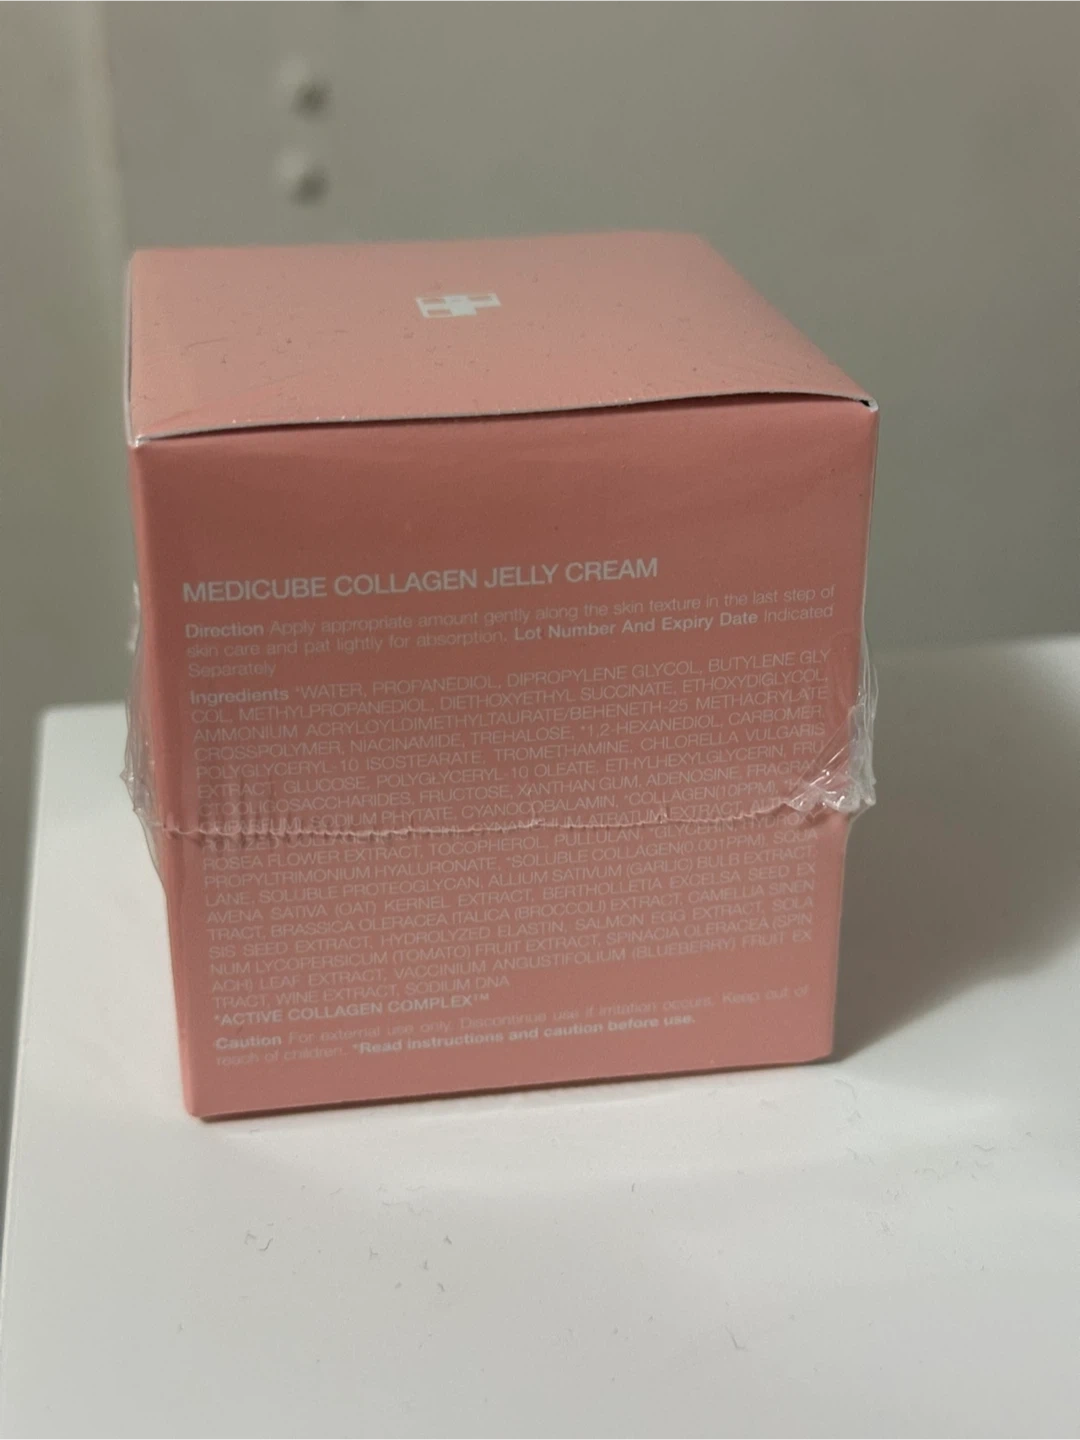 MEDICUBE COLLAGEN JELLY CREAM
Direction Apply appropriate amount gently along the skin texture in the last step of
skin care and pat lightly for absorption. Lot Number And Expiry Date Indicated
Separately
Ingredients *WATER, PROPANEDIOL, DIPROPYLENE GLYCOL, BUTYLENE GLY
COL, METHYLPROPANEDIOL, DIETHOXYETHYL SUCCINATE, ETHOXYDIGLYCOL,
AMMONIUM ACRYLOYLDIMETHYLTAURATE/BEHENETH-25 METHACRYLATE
CROSSPOLYMER, NIACINAMIDE, TREHALOSE, *1,2-HEXANEDIOL, CARBOMER,
POLYGLYCERYL-10 ISOSTEARATE, TROMETHAMINE, CHLORELLA VULGARIS
EXTRACT, GLUCOSE, POLYGLYCERYL-10 OLEATE, ETHYLHEXYLGLYCERIN, FRU
FRUCTOSE, XANTHAN GUM, ADENOSINE,
SODIUM PHYTATE, CYANOCOBALAMIN, *COLLAGEN(10PPM),
EXTRACT,
ROSEA FLOWER EXTRACT, TOCOPHEROL, PULLULAN, *GLYCERIN,
PROPYLTRIMONIUM HYALURONATE, *SOLUBLE COLLAGEN(0.001PPM), SQUA
LANE, SOLUBLE PROTEOGLYCAN, ALLIUM SATIVUM (GARLIC) BULB EXTRACT,
AVENA SATIVA (OAT) KERNEL EXTRACT, BERTHOLLETIA EXCELSA SEED EX
TRACT, BRASSICA OLERACEA ITALICA (BROCCOLI) EXTRACT, CAMELLIA SINEN
SIS SEED EXTRACT, HYDROLYZED ELASTIN, SALMON EGG EXTRACT, SOLA
NUM LYCOPERSICUM (TOMATO) FRUIT EXTRACT, SPINACIA OLERACEA (SPIN
ACH) LEAF EXTRACT, VACCINIUM ANGUSTIFOLIUM (BLUEBERRY) FRUIT EX
TRACT, WINE EXTRACT, SODIUM DNA
*ACTIVE COLLAGEN COMPLEX™
Caution For external use only. Discontinue use if irritation occurs. Keep out of
reach of children. *Read instructions and caution before use.